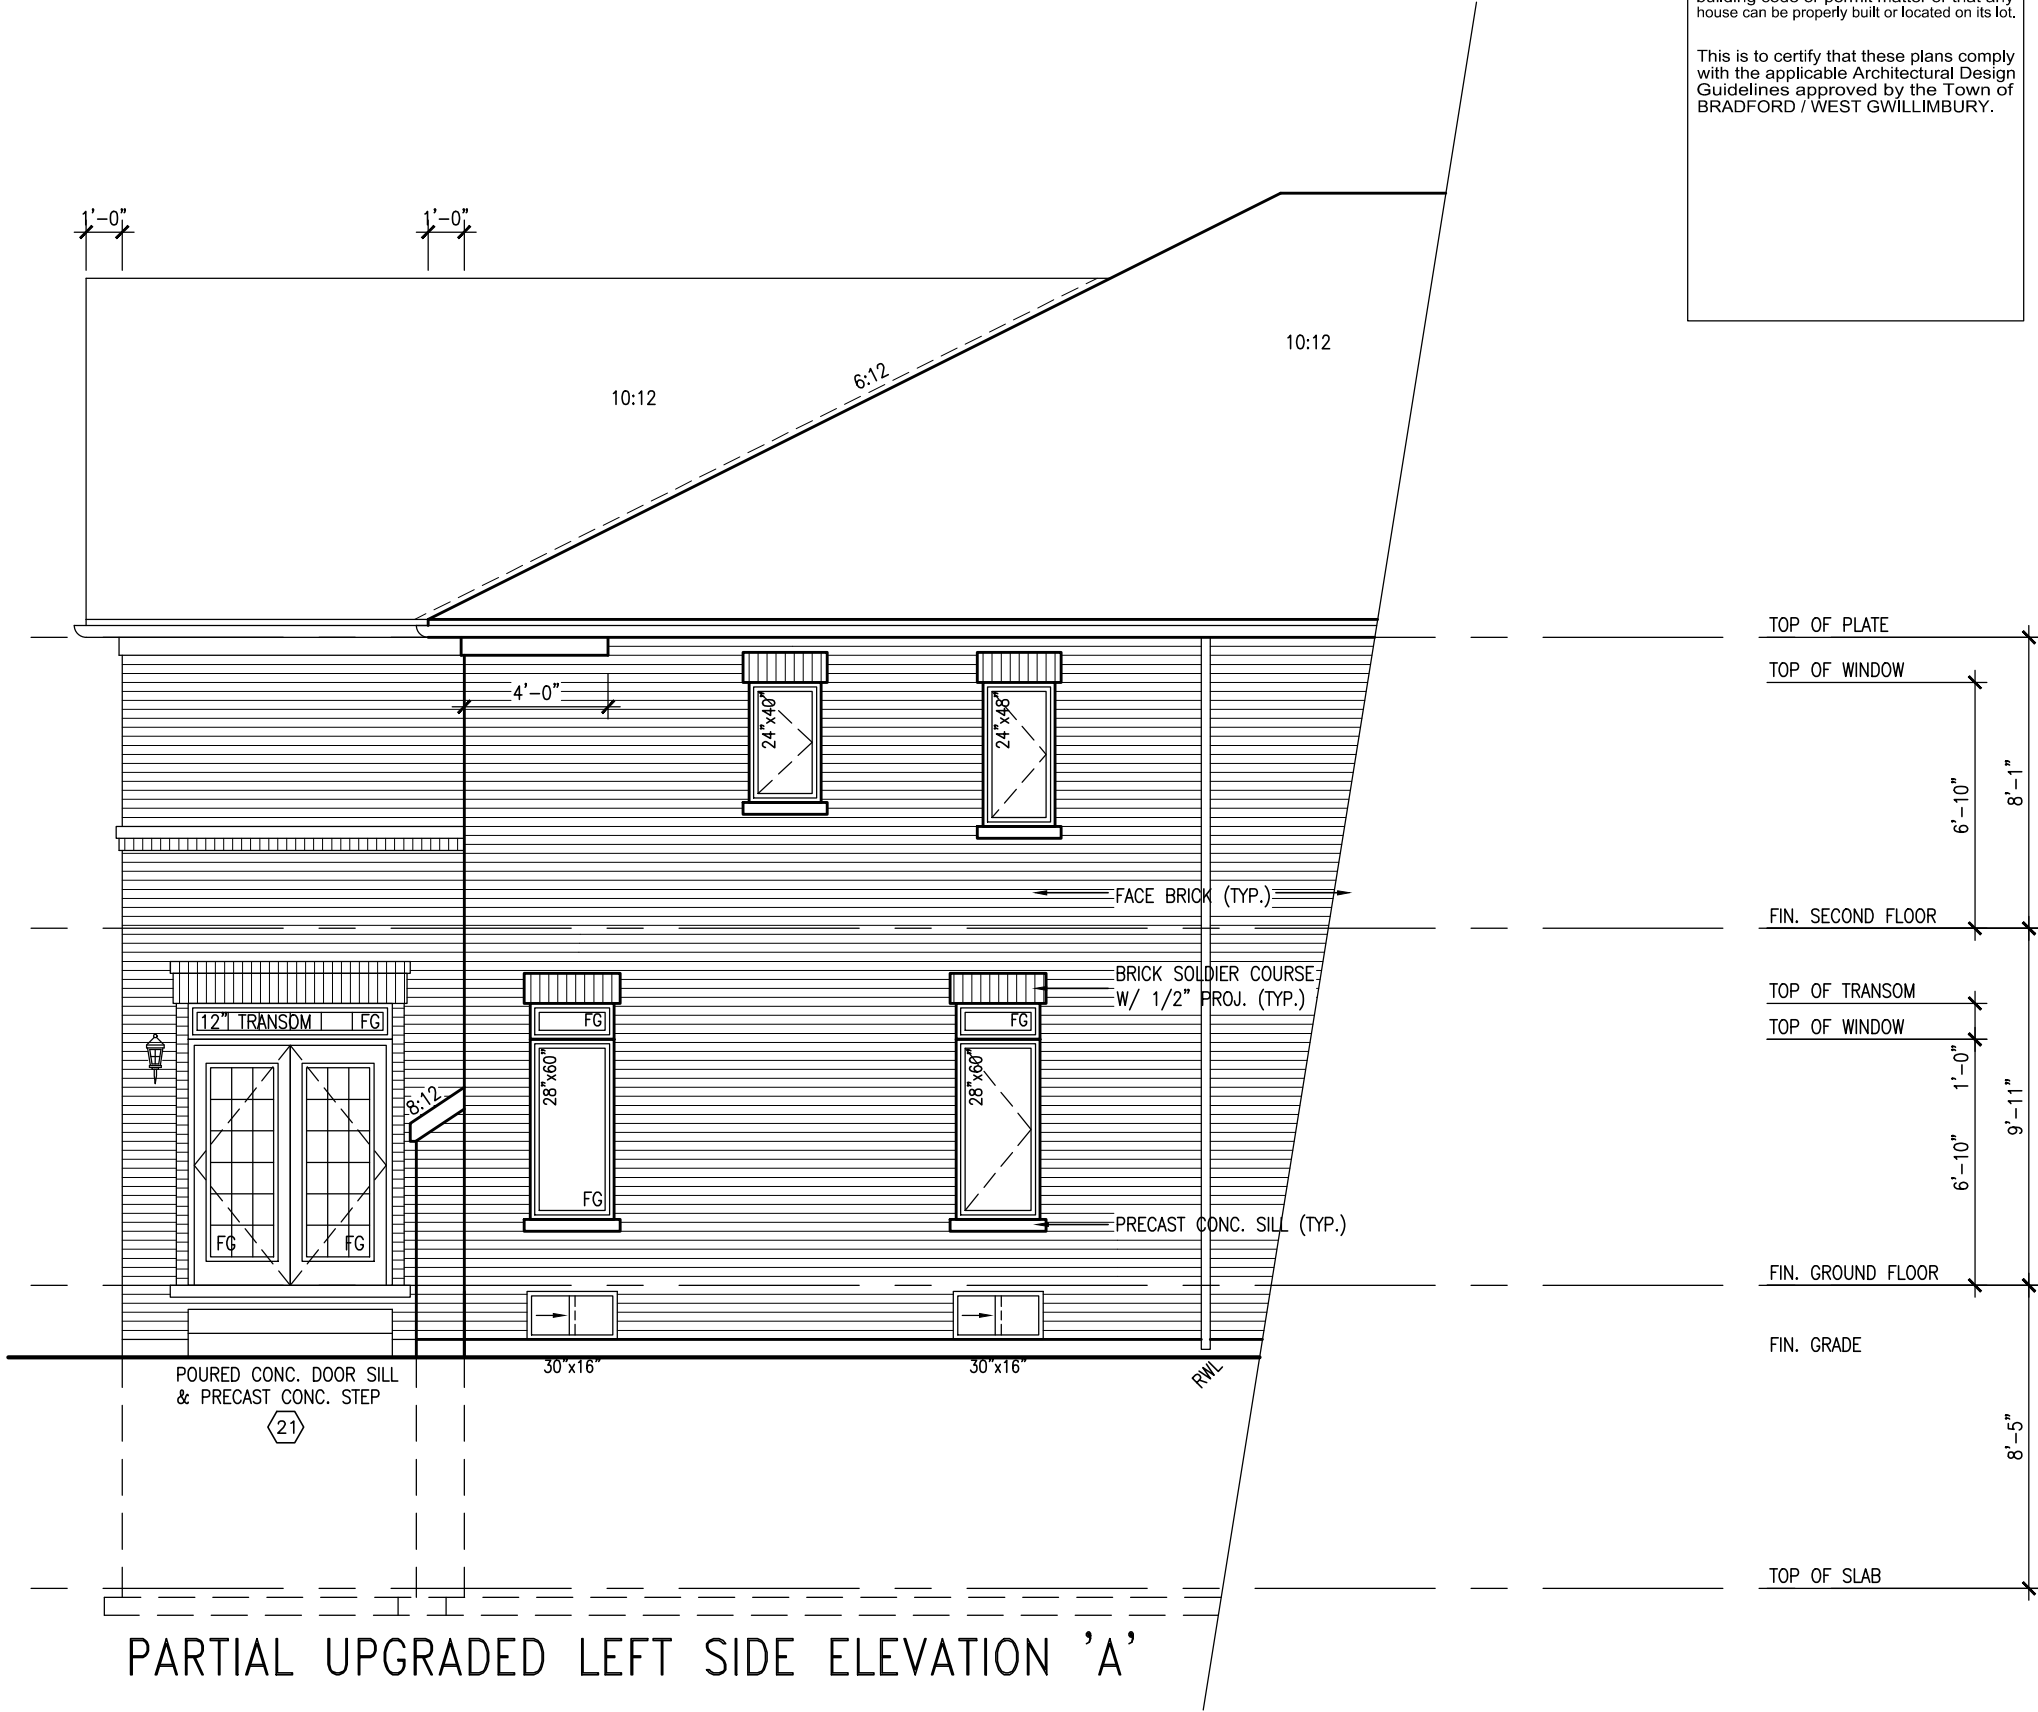 house can be properly built or located on its lot.
This is to certify that these plans comply
with the applicable Architectural Design
Guidelines approved by the Town of
BRADFORD / WEST GWILLIMBURY.
1'-0"
1'-0"
10:12
6:12
10:12
TOP OF PLATE
TOP OF WINDOW
4'-0"
24"x40"
24"x48"
6'-10"
8'-1"
FACE BRICK (TYP.)
FIN. SECOND FLOOR
BRICK SOLDIER COURSE
W/ 1/2" PROJ. (TYP.)
TOP OF TRANSOM
TOP OF WINDOW
12" TRANSOM
FG
FG
FG
28"x60"
28"x60"
8:12
1'-0"
9'-11"
6'-10"
FG
FG
FG
PRECAST CONC. SILL (TYP.)
FIN. GROUND FLOOR
FIN. GRADE
30"x16"
30"x16"
RWL
POURED CONC. DOOR SILL
& PRECAST CONC. STEP
21
8'-5"
TOP OF SLAB
PARTIAL UPGRADED LEFT SIDE ELEVATION 'A'